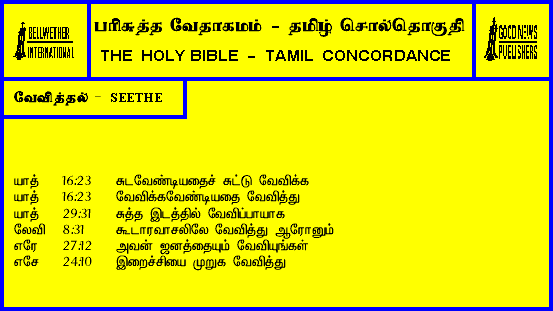 BELLWETHER
INTERNATIONAL
பரிசுத்த வேதாகமம் - தமிழ் சொல்தொகுதி
THE HOLY BIBLE - TAMIL CONCORDANCE
GOOD NEWS
PUBLISHERS
வேவித்தல் - SEETHE
யாத் 16:23 சுடவேண்டியதைச் சுட்டு வேவிக்க
யாத் 16:23 வேவிக்கவேண்டியதை வேவித்து
யாத் 29:31 சுத்த இடத்தில் வேவிப்பாயாக
லேவி 8:31 கூடாரவாசலிலே வேவித்து ஆரோனும்
எரே 27:12 அவன் ஜனத்தையும் வேவியுங்கள்
எசே 24:10 இறைச்சியை முறுக வேவித்து